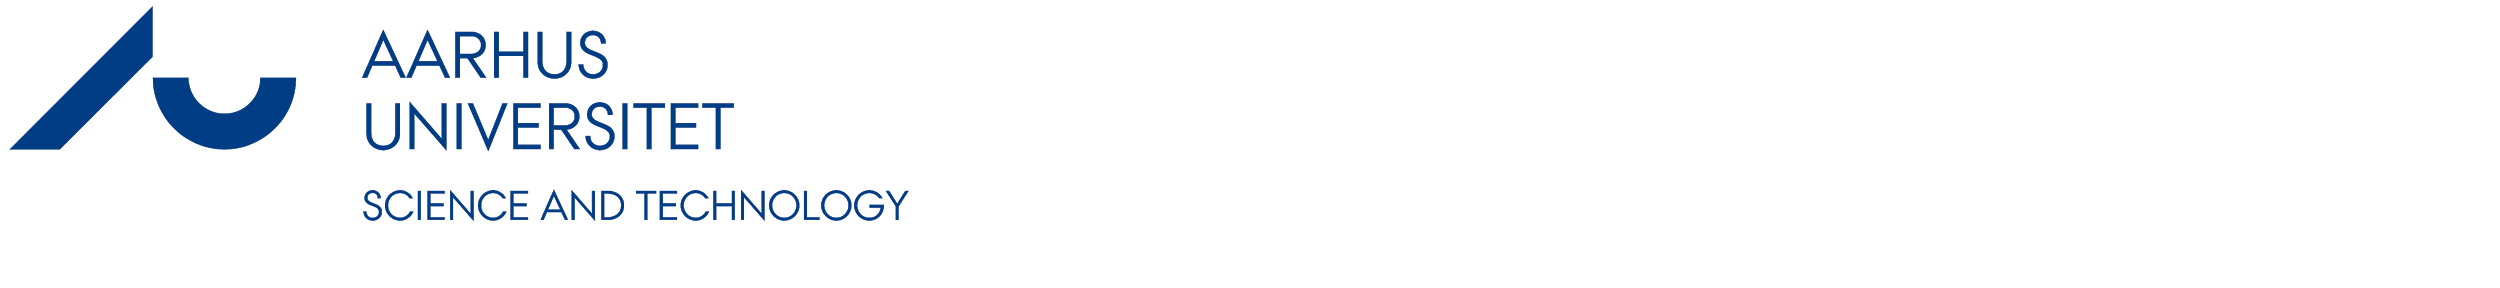 AARHUS
UNIVERSITET
SCIENCE AND TECHNOLOGY